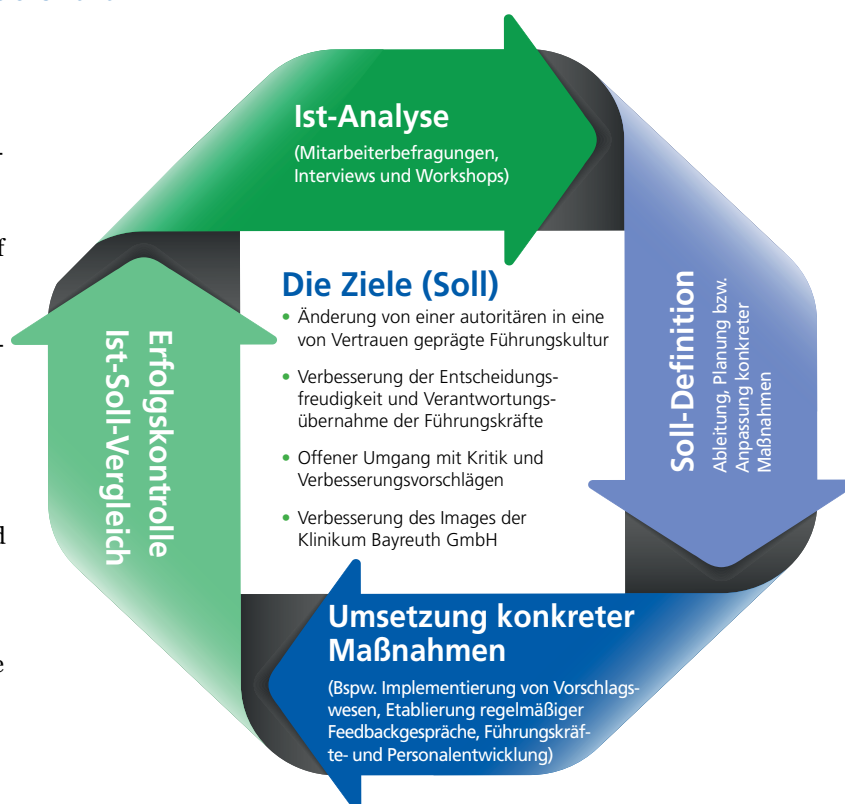 Ist-Analyse
(Mitarbeiterbefragungen,
Interviews und Workshops)
Soll-Definition
Ableitung, Planung bzw.
Anpassung konkreter
Maßnahmen
Umsetzung konkreter
Maßnahmen
(Bspw. Implementierung von Vorschlags-
wesen, Etablierung regelmäßiger
Feedbackgespräche, Führungskräf-
te- und Personalentwicklung)
Erfolgskontrolle
Ist-Soll-Vergleich
Die Ziele (Soll)
• Änderung von einer autoritären in eine
von Vertrauen geprägte Führungskultur
• Verbesserung der Entscheidungs-
freudigkeit und Verantwortungs-
übernahme der Führungskräfte
• Offener Umgang mit Kritik und
Verbesserungsvorschlägen
• Verbesserung des Images der
Klinikum Bayreuth GmbH